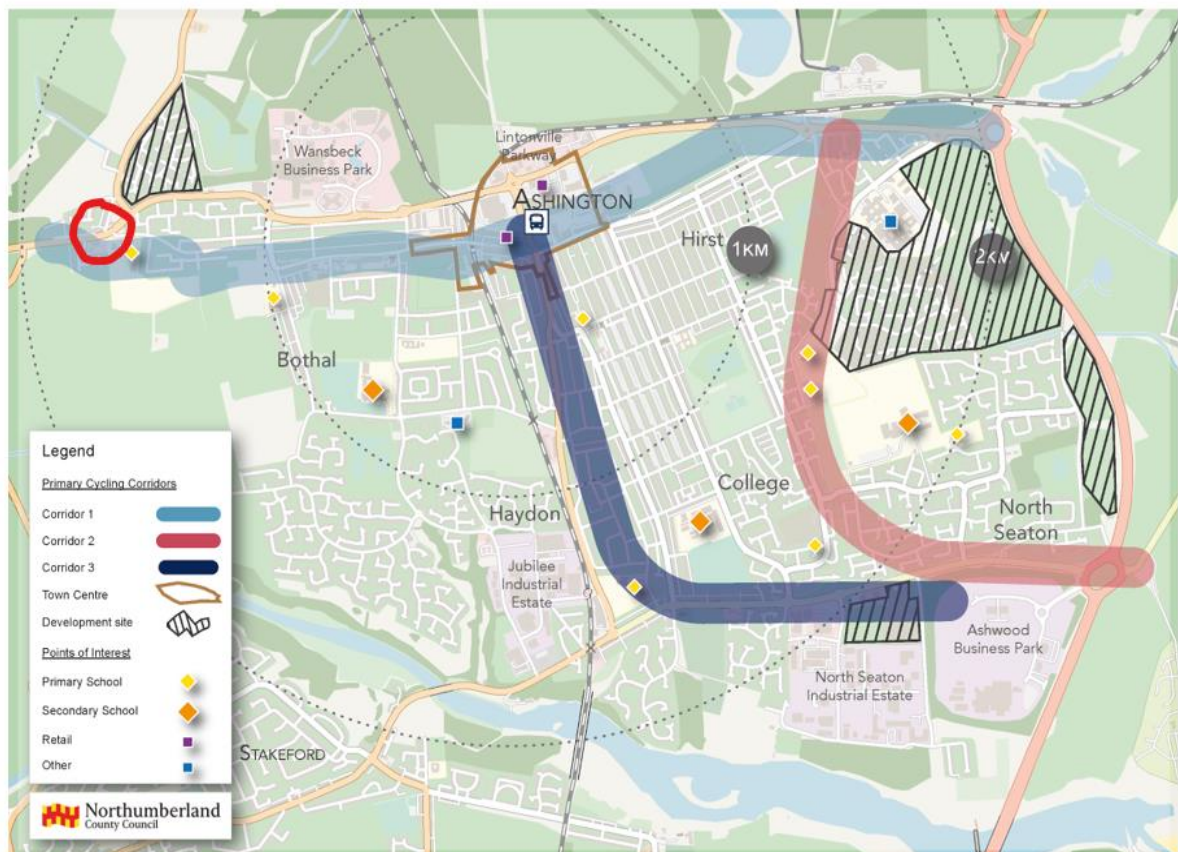 Lintonville
Parkway
Wansbeck
Business Park
ASHINGTON
Hirst
1KM
2KM
Bothal
College
Haydon
North
Seaton
Jubilee
Industrial
Estate
Ashwood
Business Park
North Seaton
Industrial Estate
STAKEFORD
Legend
Primary Cycling Corridors
Corridor 1
Corridor 2
Corridor 3
Town Centre
Development site
Points of Interest
Primary School
Secondary School
Retail
Other
Northumberland
County Council